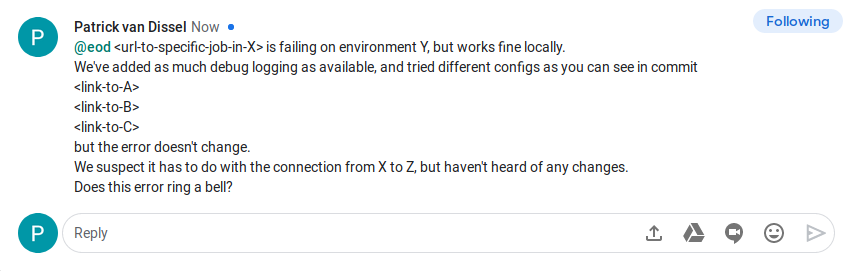 Following
P
Patrick van Dissel Now
@eod <url-to-specific-job-in-X> is failing on environment Y, but works fine locally.
We've added as much debug logging as available, and tried different configs as you can see in commit
<link-to-A>
<link-to-B>
<link-to-C>
but the error doesn't change.
We suspect it has to do with the connection from X to Z, but haven't heard of any changes.
Does this error ring a bell?
P
Reply